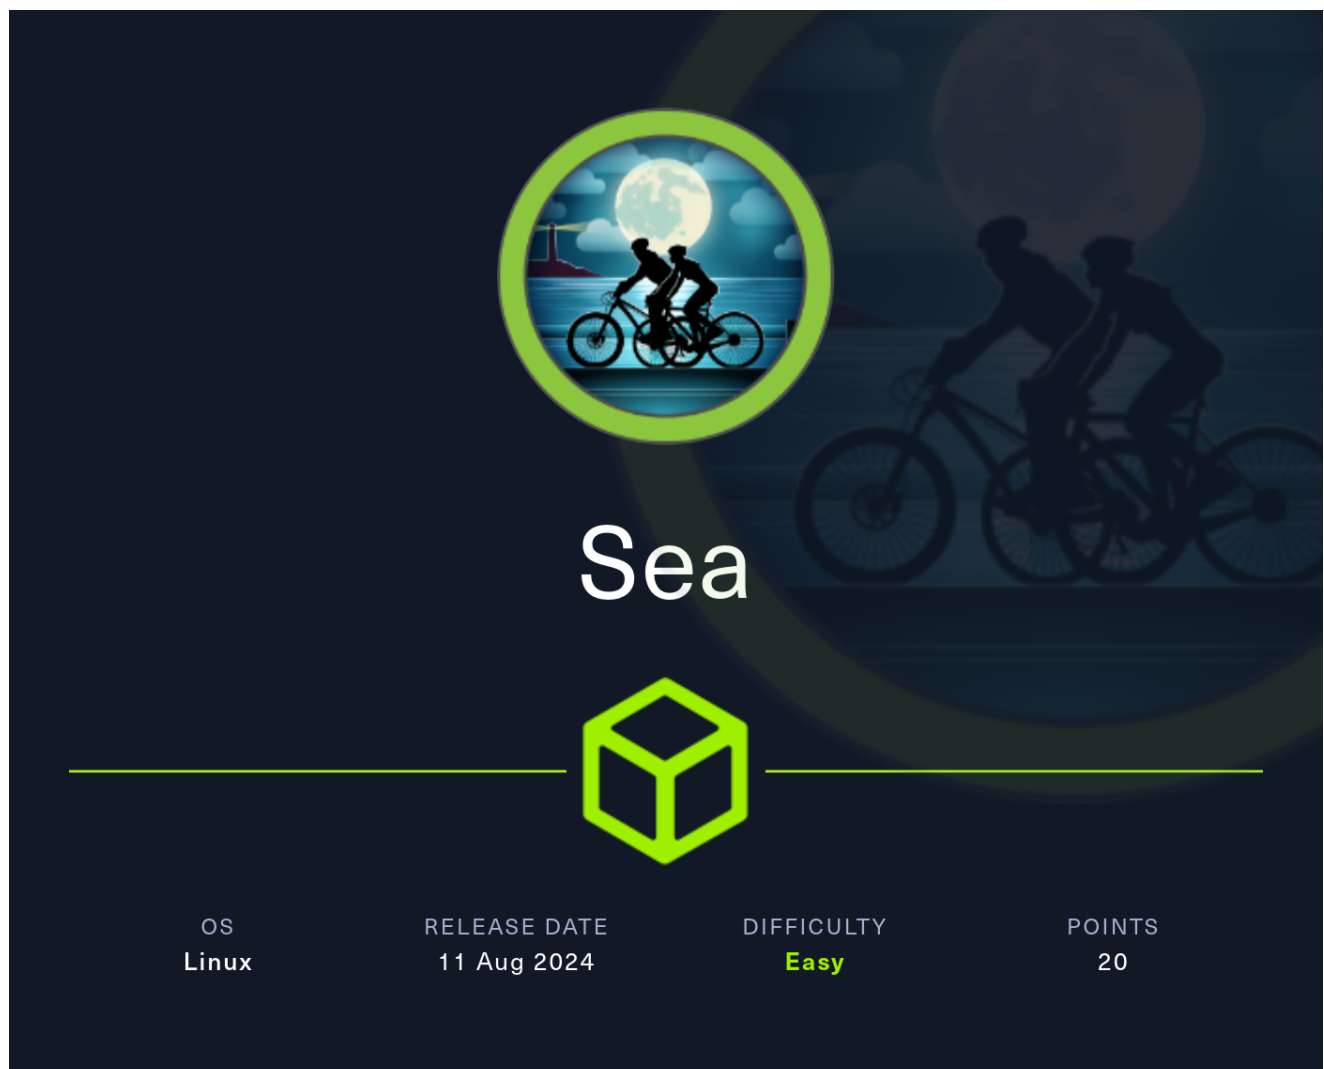 Sea
OS
Linux
RELEASE DATE
11 Aug 2024
DIFFICULTY
Easy
POINTS
20